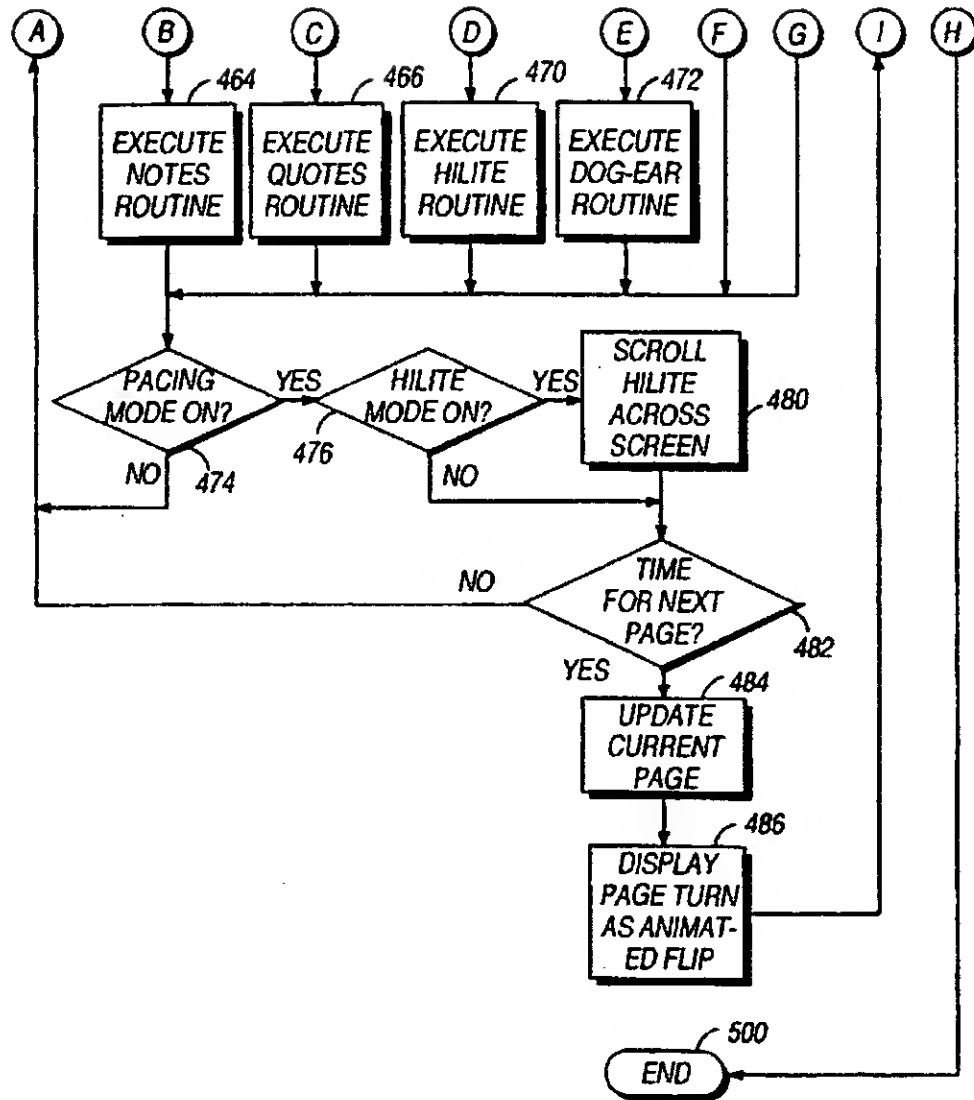 A B C D E F G I H
464 466 470 472
EXECUTE
NOTES
ROUTINE
EXECUTE
QUOTES
ROUTINE
EXECUTE
HILITE
ROUTINE
EXECUTE
DOG-EAR
ROUTINE
PACING
MODE ON?
YES
NO
474
HILITE
MODE ON?
YES
476
NO
SCROLL
HILITE
ACROSS
SCREEN
480
TIME
FOR NEXT
PAGE?
NO
482
YES
484
UPDATE
CURRENT
PAGE
486
DISPLAY
PAGE TURN
AS ANIMAT-
ED FLIP
500
END